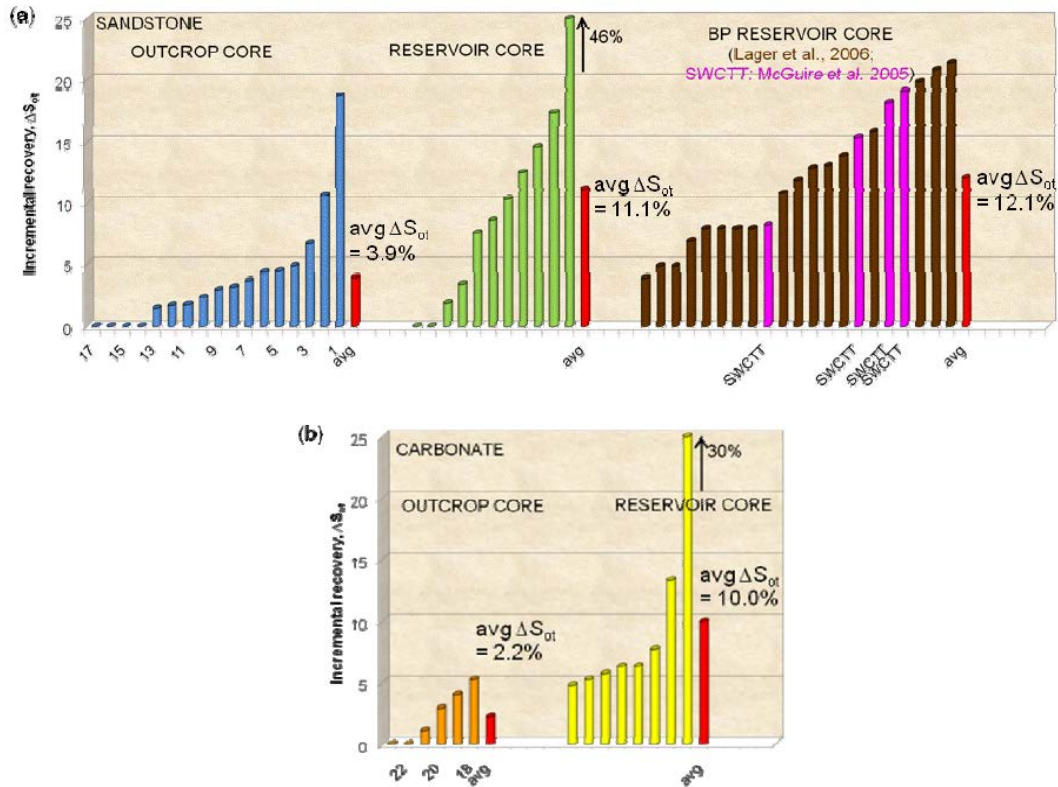 (a)
SANDSTONE
OUTCROP CORE
RESERVOIR CORE
46%
BP RESERVOIR CORE
(Lager et al., 2006;
SWCTT: McGuire et al. 2005)
Incremental recovery, ΔSot
25
20
15
10
5
0
avg ΔSot
= 3.9%
avg ΔSot
= 11.1%
avg ΔSot
= 12.1%
17
15
13
11
9
7
5
3
1
avg
avg
SWCTT
SWCTT
SWCTT
SWCTT
avg
(b)
CARBONATE
30%
OUTCROP CORE
RESERVOIR CORE
Incremental recovery, ΔSot
25
20
15
10
5
0
avg ΔSot
= 2.2%
avg ΔSot
= 10.0%
22
20
18
avg
avg